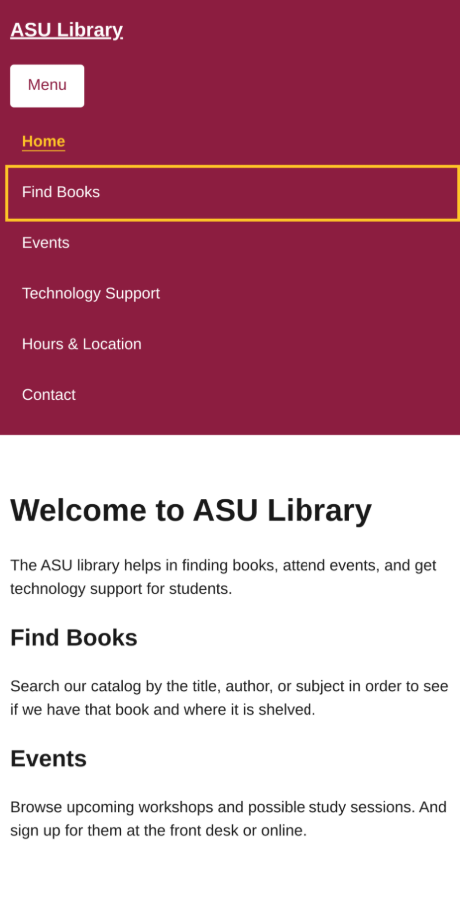 ASU Library
Menu
Home
Find Books
Events
Technology Support
Hours & Location
Contact
Welcome to ASU Library
The ASU library helps in finding books, attend events, and get
technology support for students.
Find Books
Search our catalog by the title, author, or subject in order to see
if we have that book and where it is shelved.
Events
Browse upcoming workshops and possible study sessions. And
sign up for them at the front desk or online.